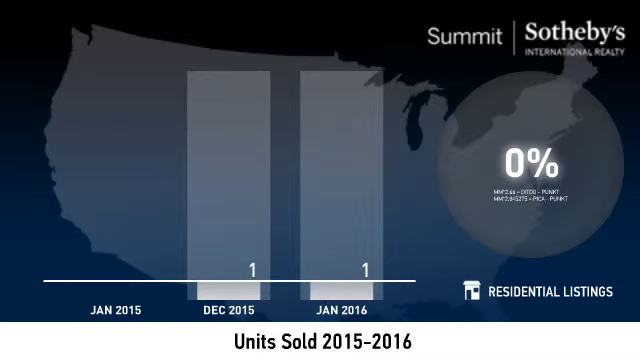 Summit | Sotheby's
INTERNATIONAL REALTY
0%
1
1
JAN 2015
DEC 2015
JAN 2016
RESIDENTIAL LISTINGS
Units Sold 2015-2016